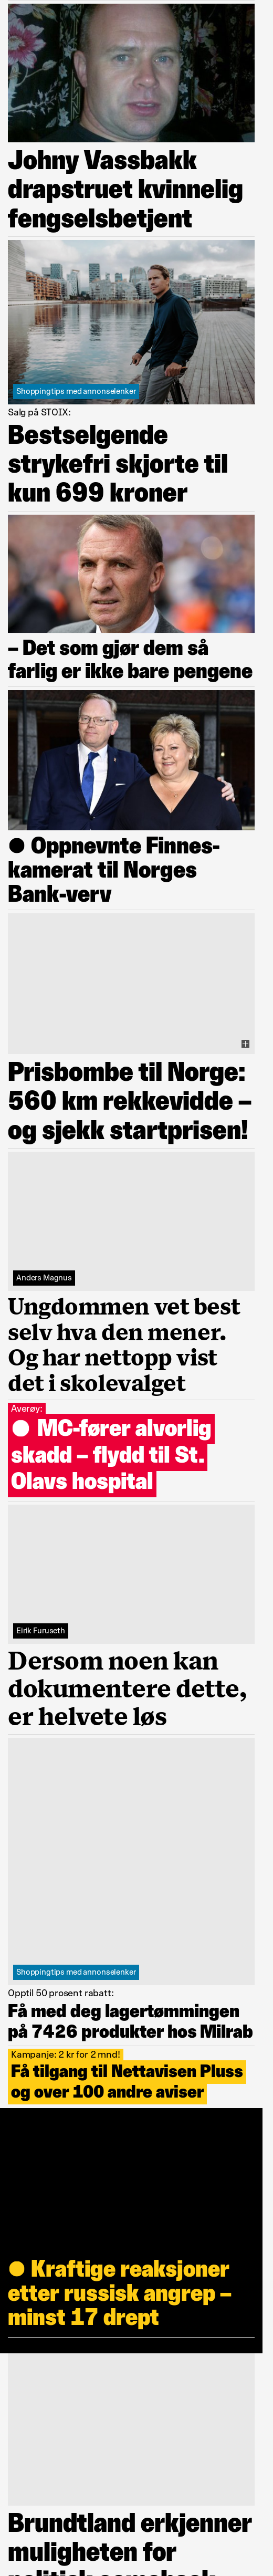 Johny Vassbakk
drapstruet kvinnelig
fengselsbetjent
Shoppingtips med annonselenker
Salg på STOIX:
Bestselgende
strykefri skjorte til
kun 699 kroner
– Det som gjør dem så
farlig er ikke bare pengene
Oppnevnte Finnes-
kamerat til Norges
Bank-verv
Prisbombe til Norge:
560 km rekkevidde –
og sjekk startprisen!
Anders Magnus
Ungdommen vet best
selv hva den mener.
Og har nettopp vist
det i skolevalget
Averøy:
MC-fører alvorlig
skadd – flydd til St.
Olavs hospital
Eirik Furuseth
Dersom noen kan
dokumentere dette,
er helvete løs
Shoppingtips med annonselenker
Opptil 50 prosent rabatt:
Få med deg lagertømmingen
på 7426 produkter hos Milrab
Kampanje: 2 kr for 2 mnd!
Få tilgang til Nettavisen Pluss
og over 100 andre aviser
Kraftige reaksjoner
etter russisk angrep –
minst 17 drept
Brundtland erkjenner
muligheten for